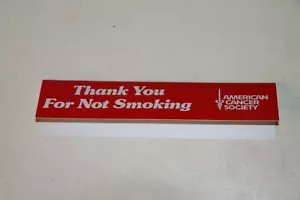 Thank You
For Not Smoking
AMERICAN
CANCER
SOCIETY